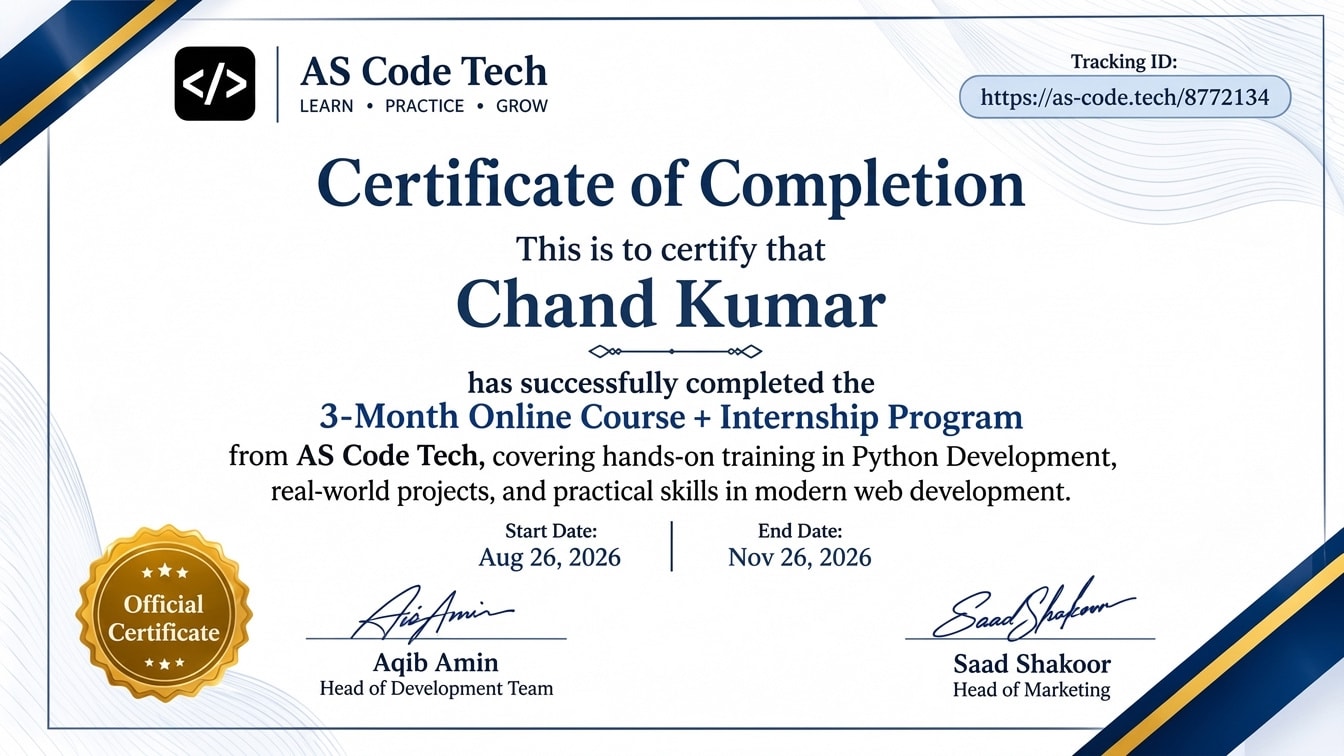 </>
AS Code Tech
LEARN • PRACTICE • GROW
Tracking ID:
https://as-code.tech/8772134
Certificate of Completion
This is to certify that
Chand Kumar
has successfully completed the
3-Month Online Course + Internship Program
from AS Code Tech, covering hands-on training in Python Development,
real-world projects, and practical skills in modern web development.
Start Date:
Aug 26, 2026
End Date:
Nov 26, 2026
Official
Certificate
Ais Amin
Aqib Amin
Head of Development Team
Saad Shakoor
Saad Shakoor
Head of Marketing